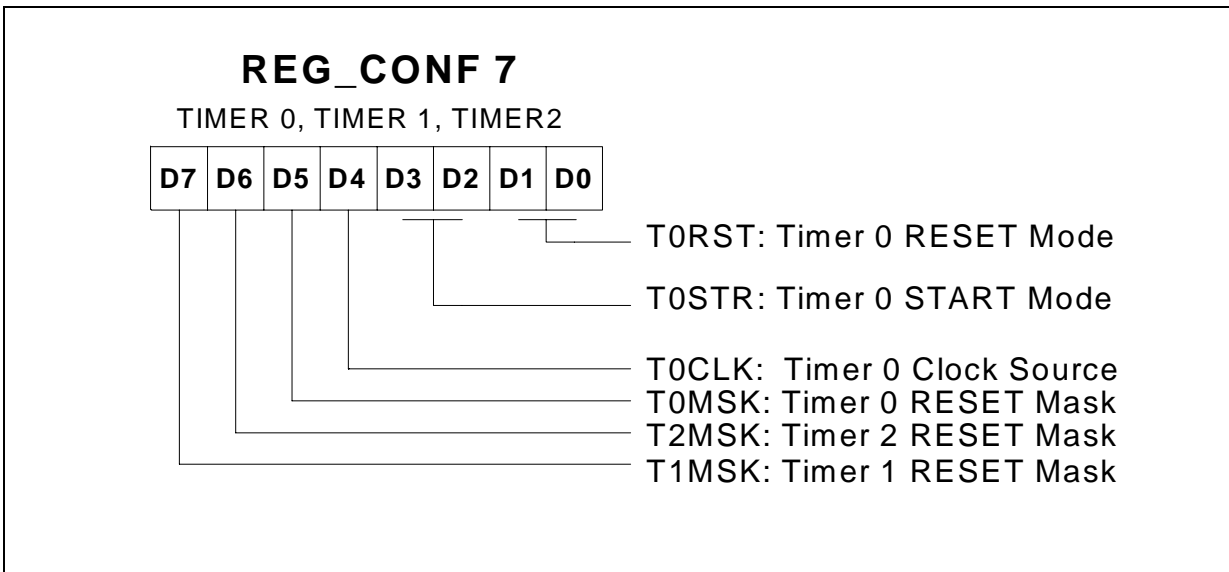 REG_CONF 7
TIMER 0, TIMER 1, TIMER2
D7 D6 D5 D4 D3 D2 D1 D0
T0RST: Timer 0 RESET Mode
T0STR: Timer 0 START Mode
T0CLK: Timer 0 Clock Source
T0MSK: Timer 0 RESET Mask
T2MSK: Timer 2 RESET Mask
T1MSK: Timer 1 RESET Mask